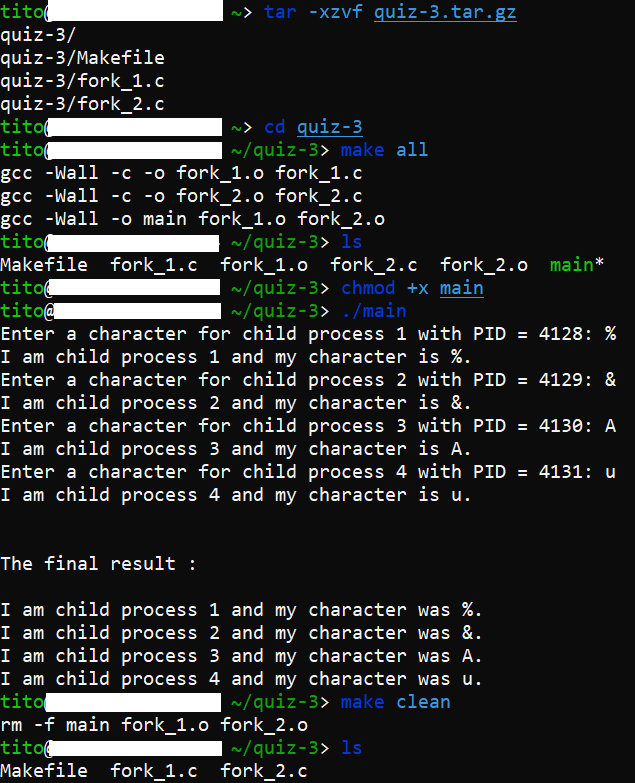 tito@ ~> tar -xzvf quiz-3.tar.gz
quiz-3/
quiz-3/Makefile
quiz-3/fork_1.c
quiz-3/fork_2.c
tito@ ~> cd quiz-3
tito@ ~/quiz-3> make all
gcc -Wall -c -o fork_1.o fork_1.c
gcc -Wall -c -o fork_2.o fork_2.c
gcc -Wall -o main fork_1.o fork_2.o
tito@ ~/quiz-3> ls
Makefile  fork_1.c  fork_1.o  fork_2.c  fork_2.o  main*
tito@ ~/quiz-3> chmod +x main
tito@ ~/quiz-3> ./main
Enter a character for child process 1 with PID = 4128: %
I am child process 1 and my character is %.
Enter a character for child process 2 with PID = 4129: &
I am child process 2 and my character is &.
Enter a character for child process 3 with PID = 4130: A
I am child process 3 and my character is A.
Enter a character for child process 4 with PID = 4131: u
I am child process 4 and my character is u.
The final result :
I am child process 1 and my character was %.
I am child process 2 and my character was &.
I am child process 3 and my character was A.
I am child process 4 and my character was u.
tito@ ~/quiz-3> make clean
rm -f main fork_1.o fork_2.o
tito@ ~/quiz-3> ls
Makefile  fork_1.c  fork_2.c